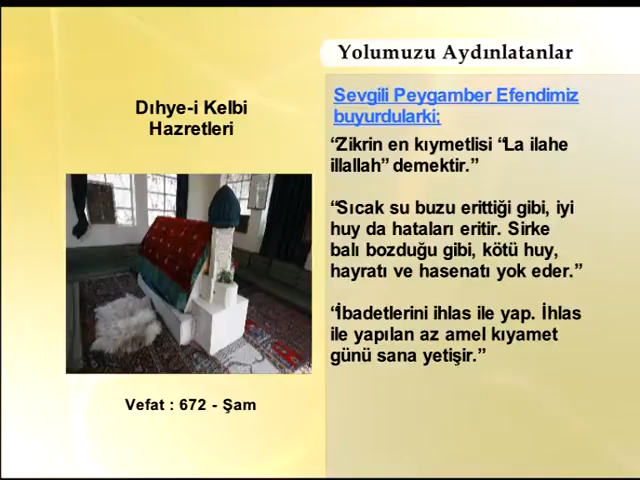 Yolumuzu Aydınlatanlar
Dıhye-i Kelbi
Hazretleri
Vefat : 672 - Şam
Sevgili Peygamber Efendimiz
buyurdularki;
“Zikrin en kıymetlisi “La ilahe
illallah” demektir.”
“Sıcak su buzu erittiği gibi, iyi
huy da hataları eritir. Sirke
balı bozduğu gibi, kötü huy,
hayratı ve hasenatı yok eder.”
“İbadetlerini ihlas ile yap. İhlas
ile yapılan az amel kıyamet
günü sana yetişir.”